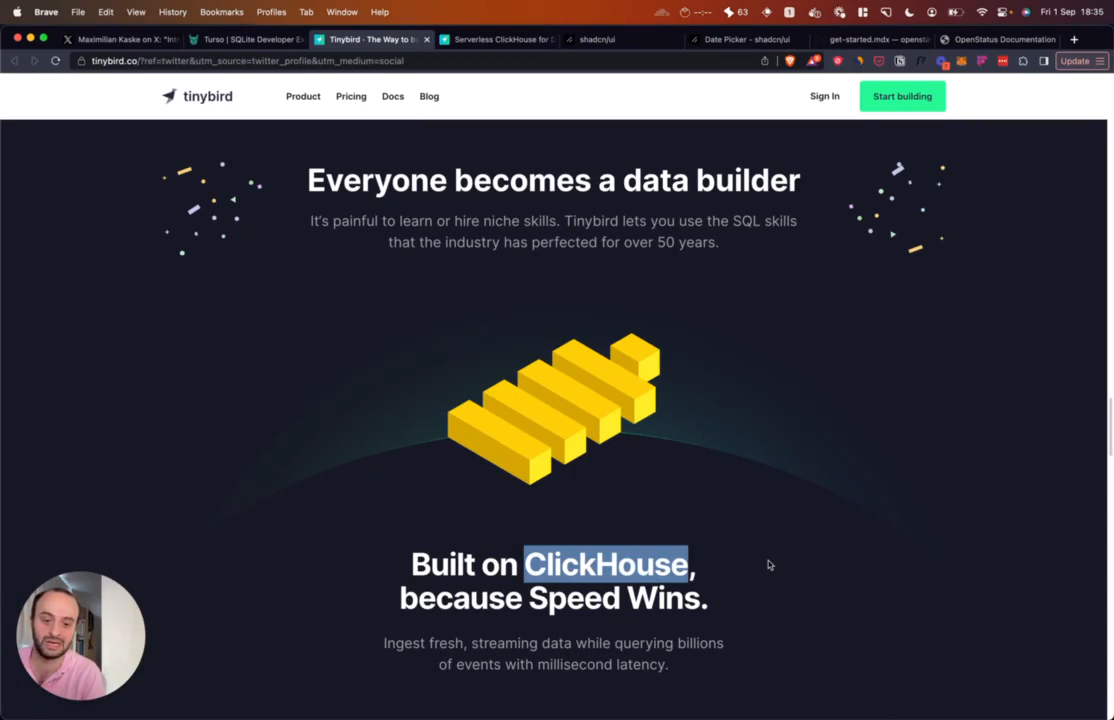 Brave File Edit View History Bookmarks Profiles Tab Window Help 63 1 Fri 1 Sep 18:35
Maximilian Kaske on X: "Int Turso | SQLite Developer Ex Tinybird - The Way to b Serverless ClickHouse for D shadcn/ui Date Picker - shadcn/ui get-started.mdx — opensta OpenStatus Documentation
tinybird.co/?ref=twitter&utm_source=twitter_profile&utm_medium=social Update
tinybird Product Pricing Docs Blog Sign In Start building
Everyone becomes a data builder
It's painful to learn or hire niche skills. Tinybird lets you use the SQL skills
that the industry has perfected for over 50 years.
Built on ClickHouse,
because Speed Wins.
Ingest fresh, streaming data while querying billions
of events with millisecond latency.